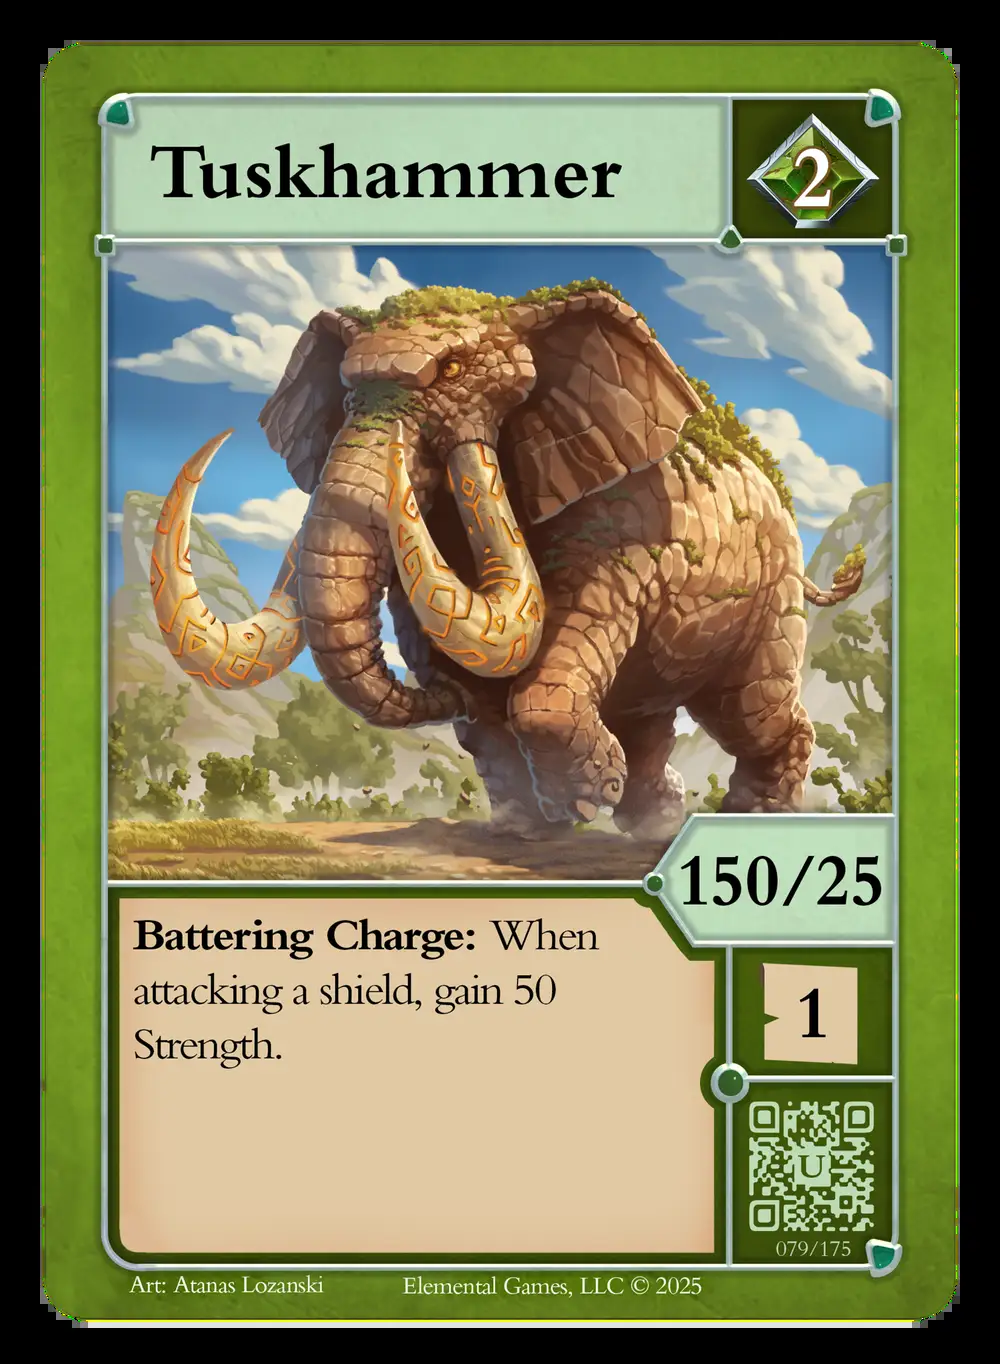 Tuskhammer
2
150/25
Battering Charge: When
attacking a shield, gain 50
Strength.
1
U
079/175
Art: Atanas Lozanski
Elemental Games, LLC © 2025